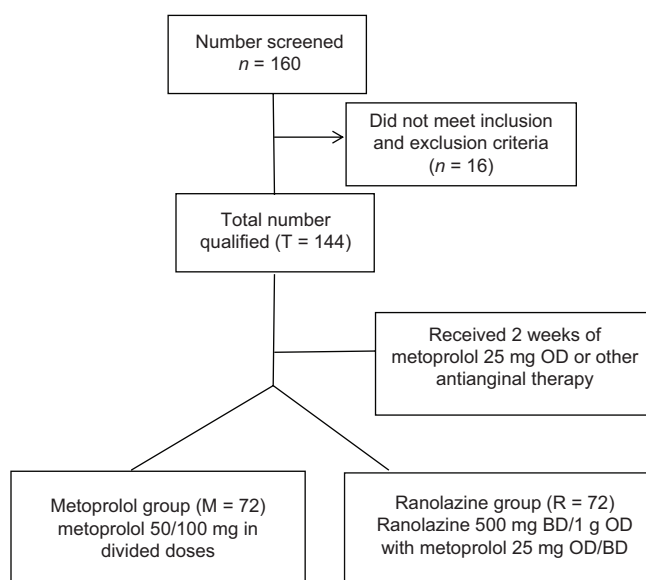 Number screened
n = 160
Did not meet inclusion
and exclusion criteria
(n = 16)
Total number
qualified (T = 144)
Received 2 weeks of
metoprolol 25 mg OD or other
antianginal therapy
Metoprolol group (M = 72)
metoprolol 50/100 mg in
divided doses
Ranolazine group (R = 72)
Ranolazine 500 mg BD/1 g OD
with metoprolol 25 mg OD/BD